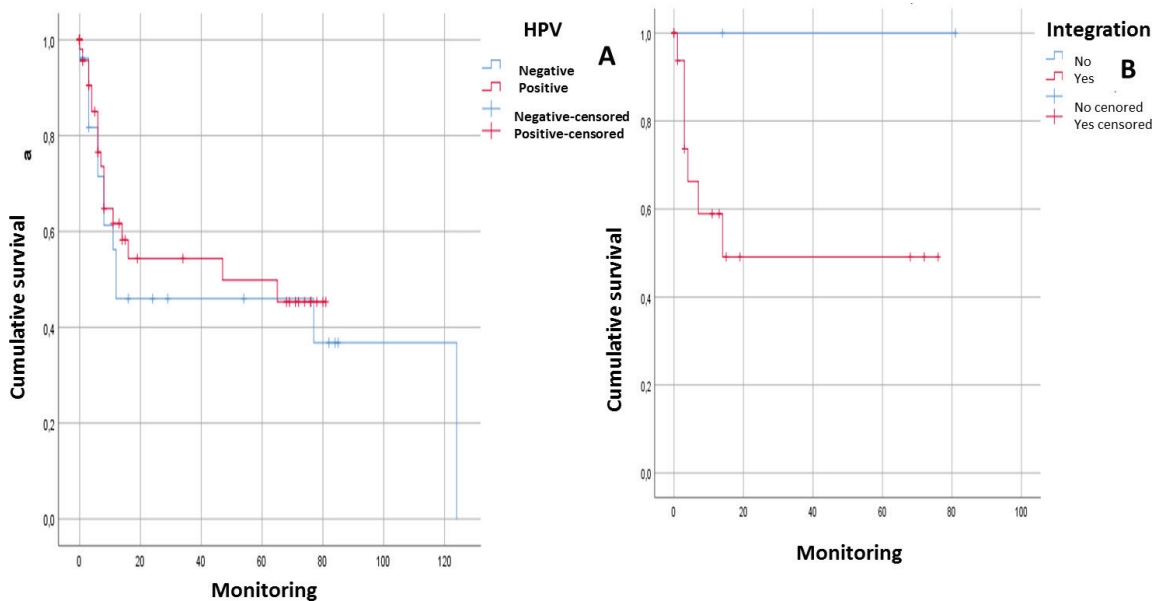 HPV
Negative
Positive
Negative-censored
Positive-censored
A
a
Cumulative survival
1,0
0,8
0,6
0,4
0,2
0,0
0 20 40 60 80 100 120
Monitoring
Integration
No
Yes
No cenored
Yes censored
B
Cumulative survival
1,0
0,8
0,6
0,4
0,2
0,0
0 20 40 60 80 100
Monitoring